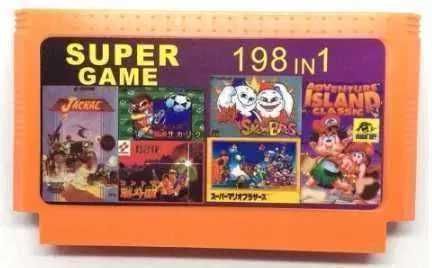 SUPER
GAME
198 IN 1
JACKAL
SNOW BROS
ADVENTURE
ISLAND
CLASSIC
スーパーマリオブラザーズ